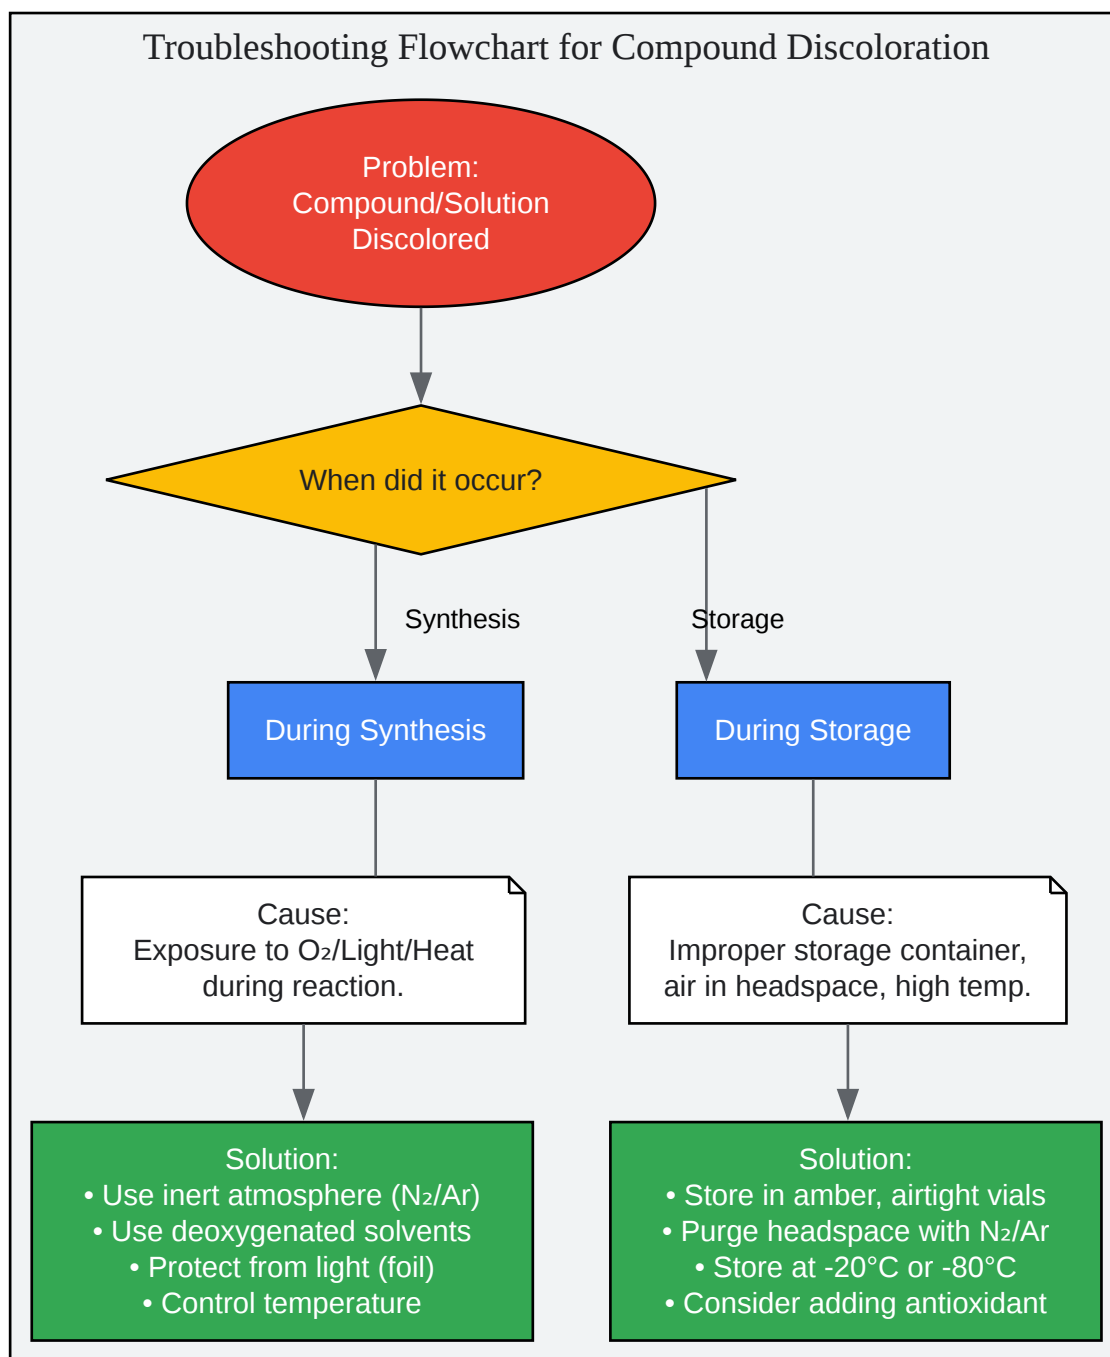 Troubleshooting Flowchart for Compound Discoloration
Problem:
Compound/Solution
Discolored
When did it occur?
Synthesis
Storage
During Synthesis
During Storage
Cause:
Exposure to O₂/Light/Heat
during reaction.
Cause:
Improper storage container,
air in headspace, high temp.
Solution:
• Use inert atmosphere (N₂/Ar)
• Use deoxygenated solvents
• Protect from light (foil)
• Control temperature
Solution:
• Store in amber, airtight vials
• Purge headspace with N₂/Ar
• Store at -20°C or -80°C
• Consider adding antioxidant